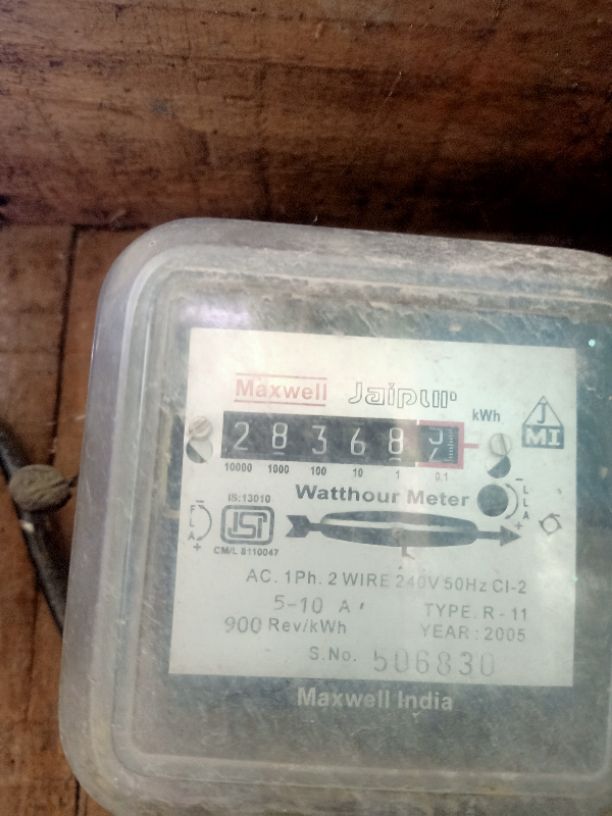 Maxwell Jaipur
kWh
J
MI
2 8 3 6 8
10000 1000 100 10 1 0.1
Watthour Meter
IS:13010
- F L A +
- L L A +
ISI
CM/L 8110047
AC. 1Ph. 2 WIRE 240V 50Hz Cl-2
5-10 A TYPE. R-11
900 Rev/kWh YEAR : 2005
S.No. 506830
Maxwell India